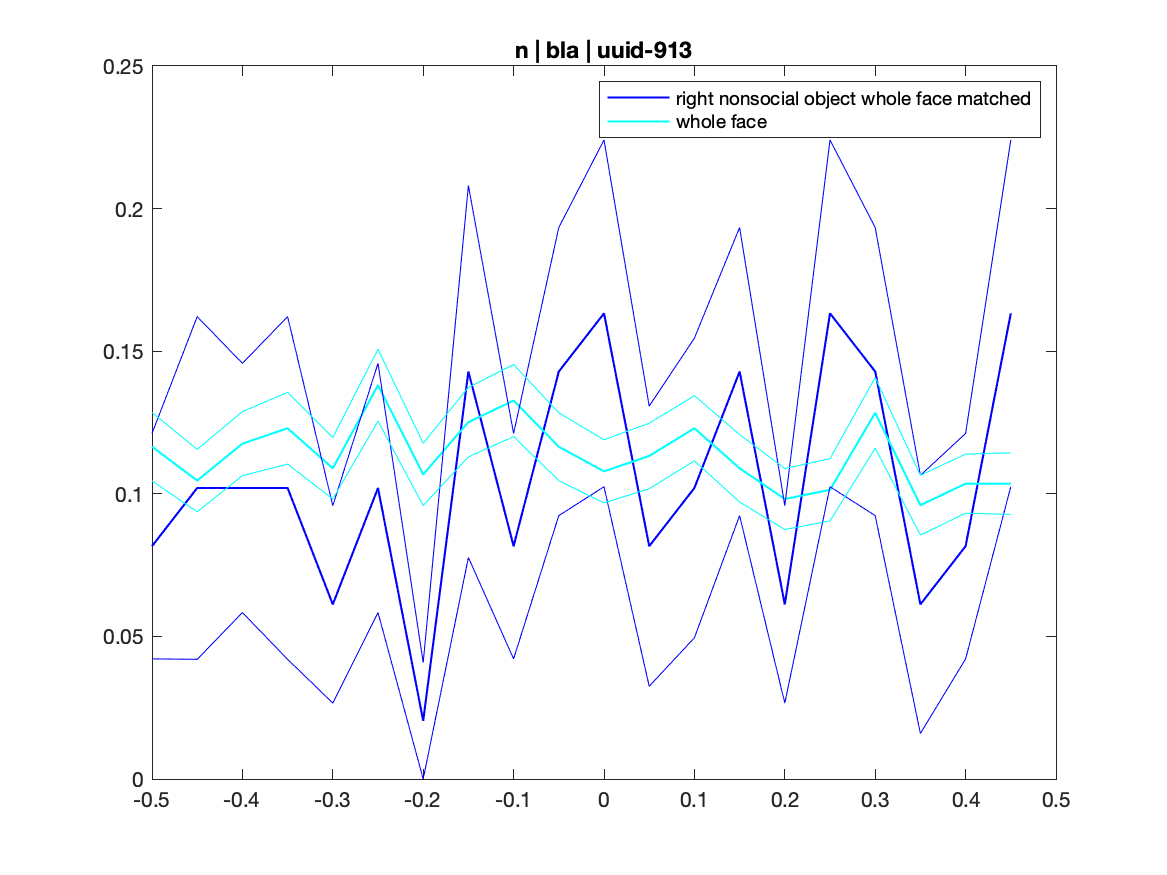 n | bla | uuid-913
0.25
right nonsocial object whole face matched
whole face
0.2
0.15
0.1
0.05
0
-0.5 -0.4 -0.3 -0.2 -0.1 0 0.1 0.2 0.3 0.4 0.5